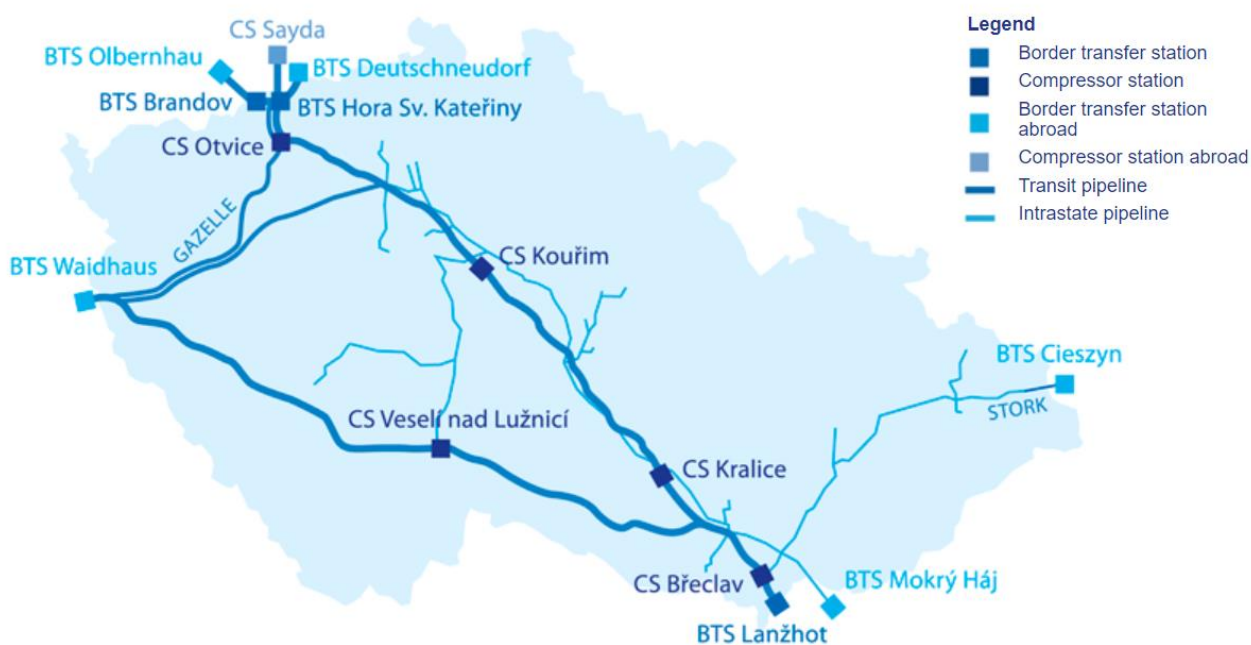 CS Sayda
BTS Olbernhau
BTS Deutschneudorf
BTS Brandov
BTS Hora Sv. Kateřiny
CS Otvice
GAZELLE
BTS Waidhaus
CS Kouřim
CS Veselí nad Lužnicí
CS Kralice
BTS Cieszyn
STORK
CS Břeclav
BTS Mokrý Háj
BTS Lanžhot
Legend
Border transfer station
Compressor station
Border transfer station
abroad
Compressor station abroad
Transit pipeline
Intrastate pipeline